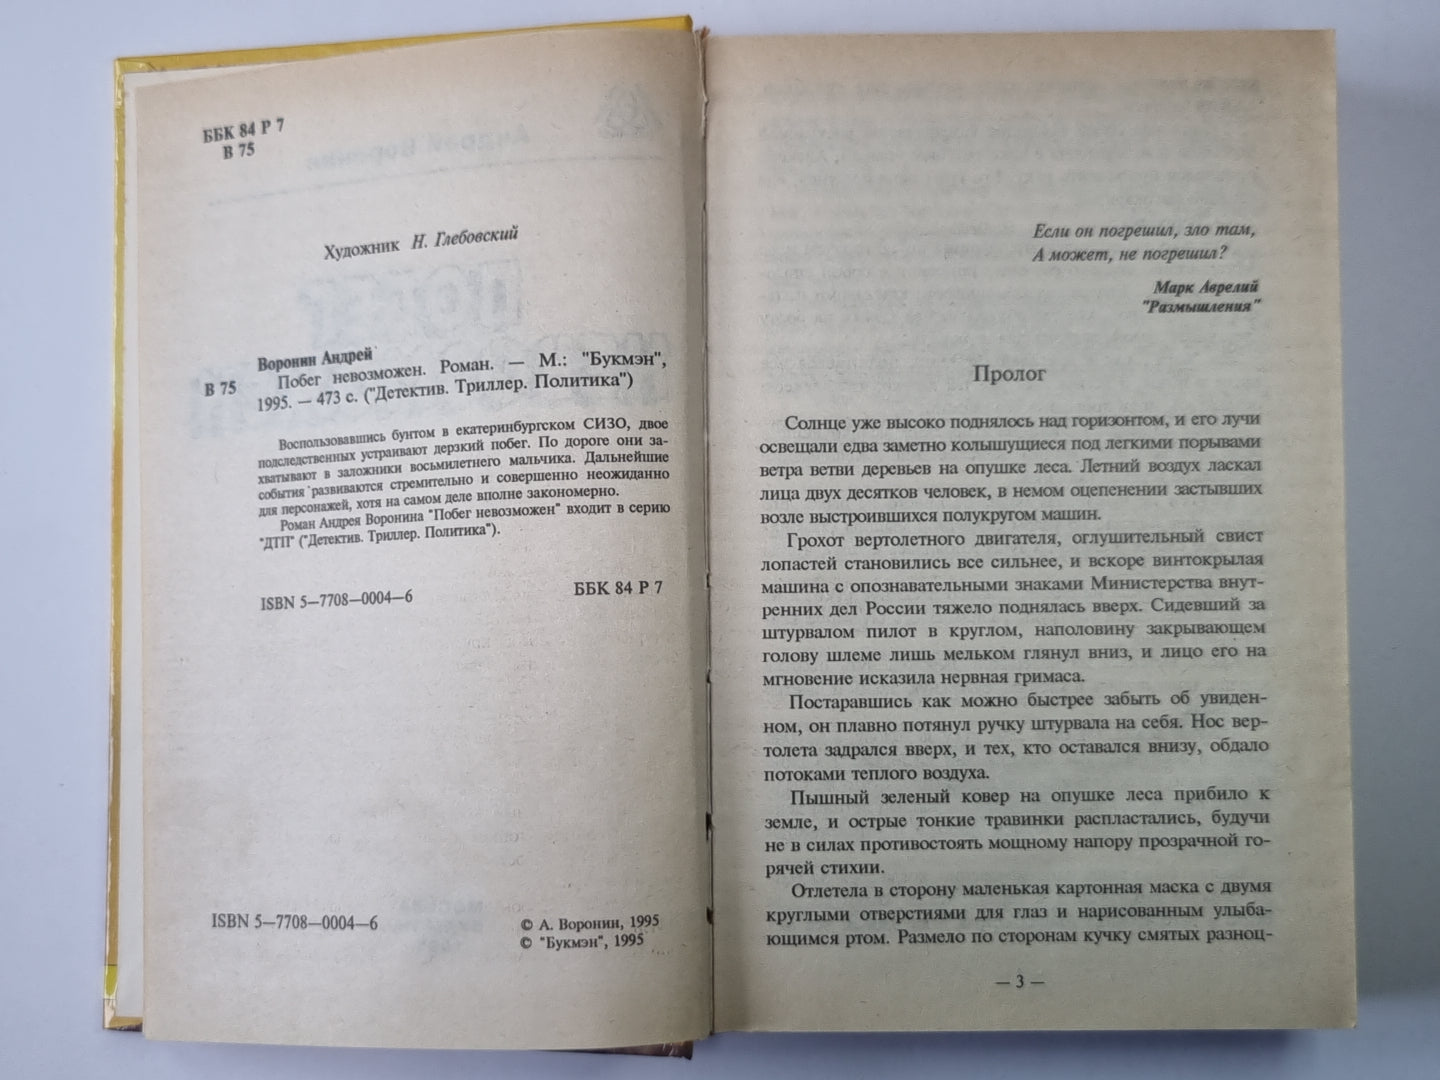 ББК 84 Р 7
В 75
Художник Н. Глебовский
Воронин Андрей
В 75 Побег невозможен. Роман. — М.: "Букмэн",
1995. — 473 с. ("Детектив. Триллер. Политика")
Воспользовавшись бунтом в екатеринбургском СИЗО, двое
подследственных устраивают дерзкий побег. По дороге они за-
хватывают в заложники восьмилетнего мальчика. Дальнейшие
события развиваются стремительно и совершенно неожиданно
для персонажей, хотя на самом деле вполне закономерно.
Роман Андрея Воронина "Побег невозможен" входит в серию
"ДТП" ("Детектив. Триллер. Политика").
ББК 84 Р 7
ISBN 5—7708—0004—6
ISBN 5—7708—0004—6
© А. Воронин, 1995
© "Букмэн", 1995
Если он погрешил, зло там,
А может, не погрешил?
Марк Аврелий
"Размышления"
Пролог
Солнце уже высоко поднялось над горизонтом, и его лучи
освещали едва заметно колышущиеся под легкими порывами
ветра ветви деревьев на опушке леса. Летний воздух ласкал
лица двух десятков человек, в немом оцепенении застывших
возле выстроившихся полукругом машин.
Грохот вертолетного двигателя, оглушительный свист
лопастей становились все сильнее, и вскоре винтокрылая
машина с опознавательными знаками Министерства внут-
ренних дел России тяжело поднялась вверх. Сидевший за
штурвалом пилот в круглом, наполовину закрывающем
голову шлеме лишь мельком глянул вниз, и лицо его на
мгновение исказила нервная гримаса.
Постаравшись как можно быстрее забыть об увиден-
ном, он плавно потянул ручку штурвала на себя. Нос вер-
толета задрался вверх, и тех, кто оставался внизу, обдало
потоками теплого воздуха.
Пышный зеленый ковер на опушке леса прибило к
земле, и острые тонкие травинки распластались, будучи
не в силах противостоять мощному напору прозрачной го-
рячей стихии.
Отлетела в сторону маленькая картонная маска с двумя
круглыми отверстиями для глаз и нарисованным улыба-
ющимся ртом. Размело по сторонам кучку смятых разноц-
— 3 —